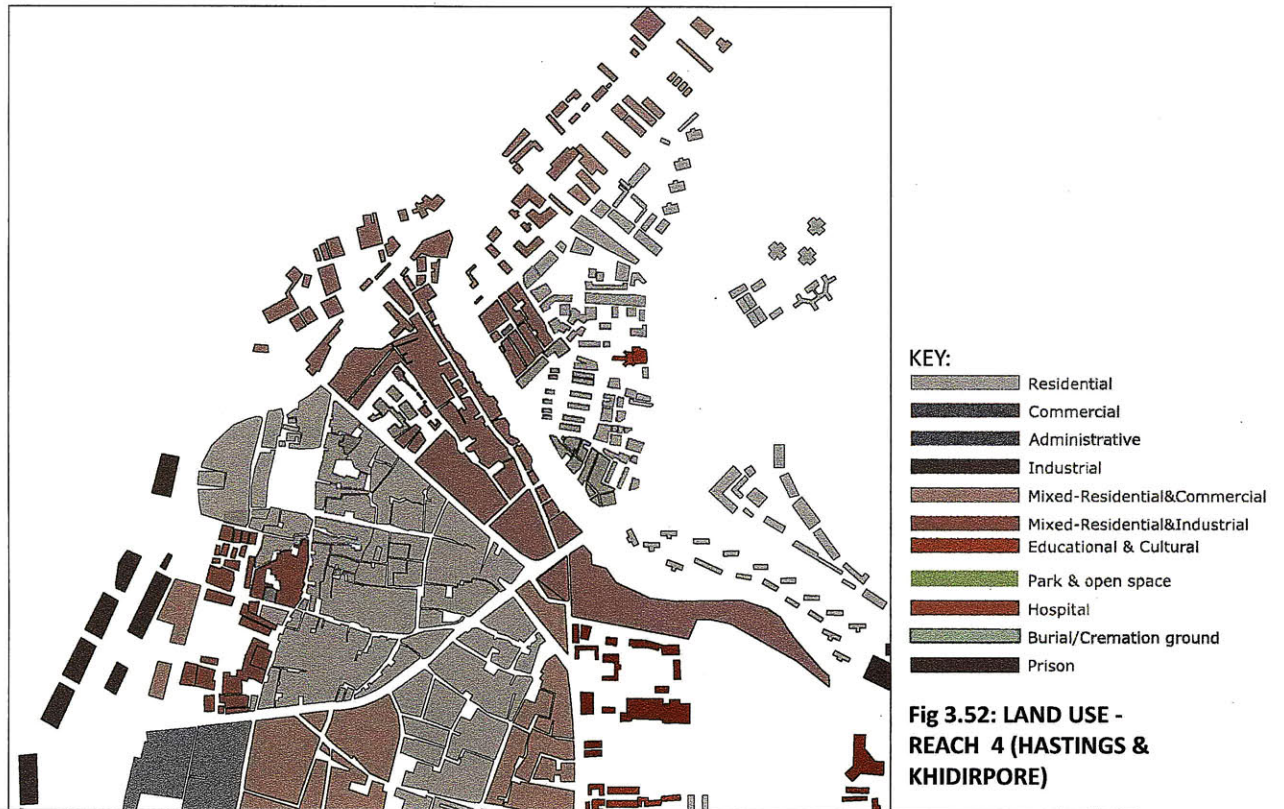 KEY:
Residential
Commercial
Administrative
Industrial
Mixed-Residential&Commercial
Mixed-Residential&Industrial
Educational & Cultural
Park & open space
Hospital
Burial/Cremation ground
Prison
Fig 3.52: LAND USE -
REACH 4 (HASTINGS &
KHIDIRPORE)